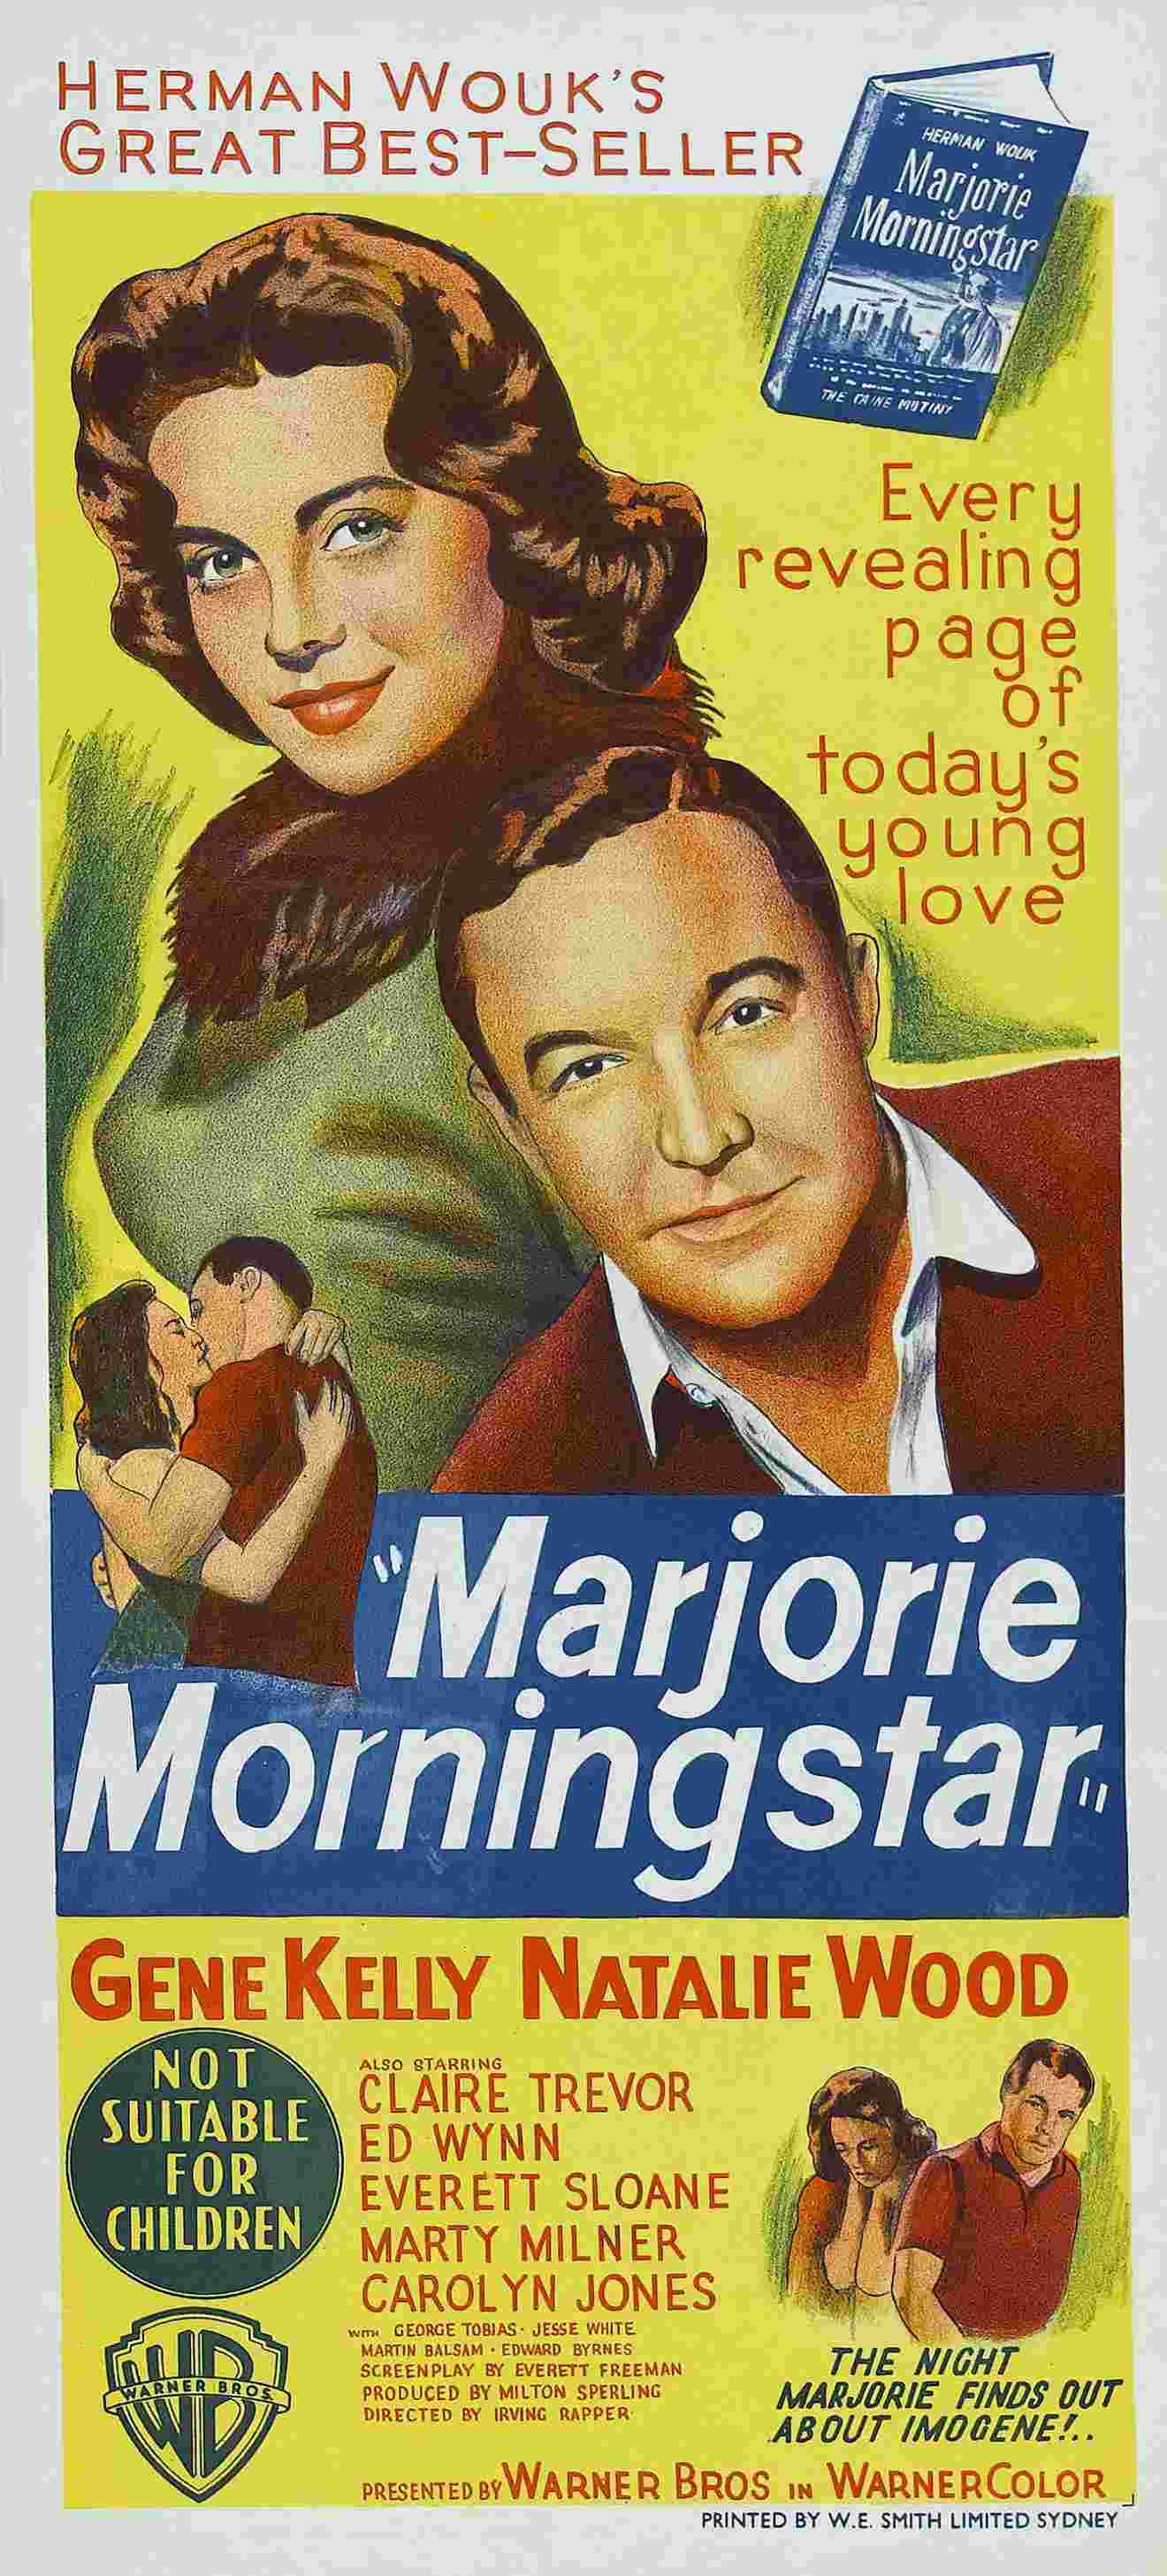 HERMAN WOUK'S
GREAT BEST-SELLER
HERMAN WOUK
Marjorie
Morningstar
THE CAINE MUTINY
Every
revealing
page
of
today's
young
love
"Marjorie
Morningstar"
GENE KELLY NATALIE WOOD
NOT
SUITABLE
FOR
CHILDREN
ALSO STARRING
CLAIRE TREVOR
ED WYNN
EVERETT SLOANE
MARTY MILNER
CAROLYN JONES
WITH GEORGE TOBIAS · JESSE WHITE
MARTIN BALSAM · EDWARD BYRNES
SCREENPLAY BY EVERETT FREEMAN
PRODUCED BY MILTON SPERLING
DIRECTED BY IRVING RAPPER
WB
WARNER BROS.
THE NIGHT
MARJORIE FINDS OUT
ABOUT IMOGENE!..
PRESENTED BY WARNER BROS IN WARNERCOLOR
PRINTED BY W.E. SMITH LIMITED SYDNEY